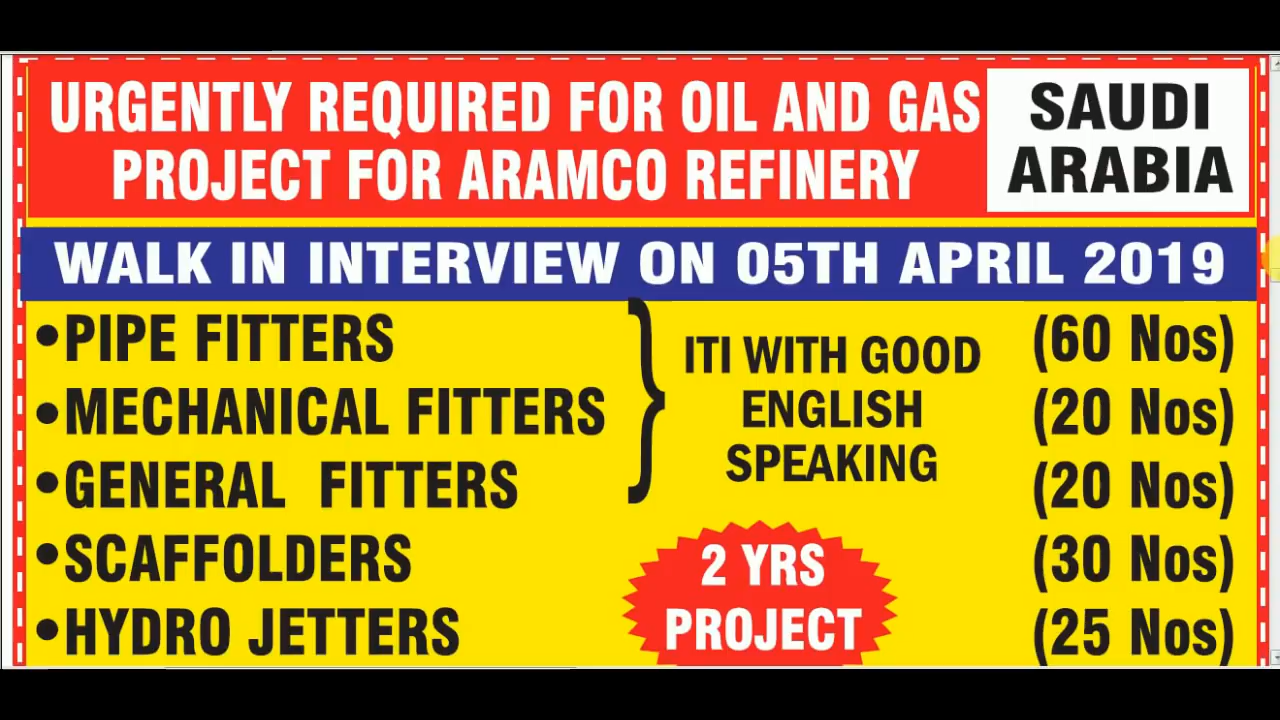 URGENTLY REQUIRED FOR OIL AND GAS
PROJECT FOR ARAMCO REFINERY
SAUDI
ARABIA
WALK IN INTERVIEW ON 05TH APRIL 2019
•PIPE FITTERS (60 Nos)
•MECHANICAL FITTERS (20 Nos)
•GENERAL FITTERS (20 Nos)
ITI WITH GOOD
ENGLISH
SPEAKING
•SCAFFOLDERS (30 Nos)
•HYDRO JETTERS (25 Nos)
2 YRS
PROJECT